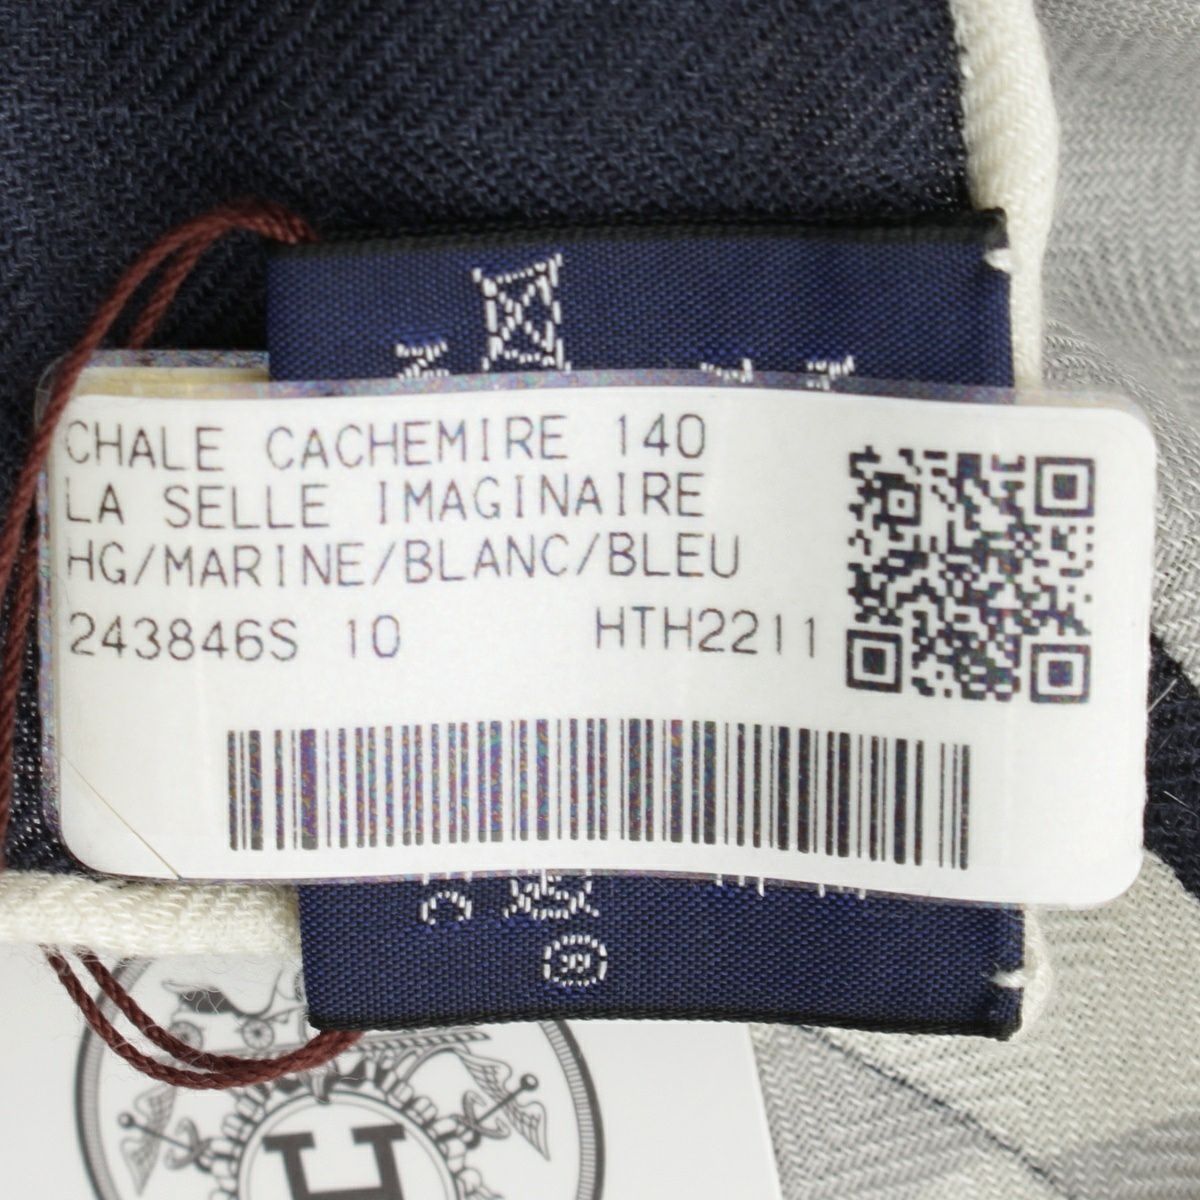 CHALE CACHEMIRE 140
LA SELLE IMAGINAIRE
HG/MARINE/BLANC/BLEU
243846S 10 HTH2211
H